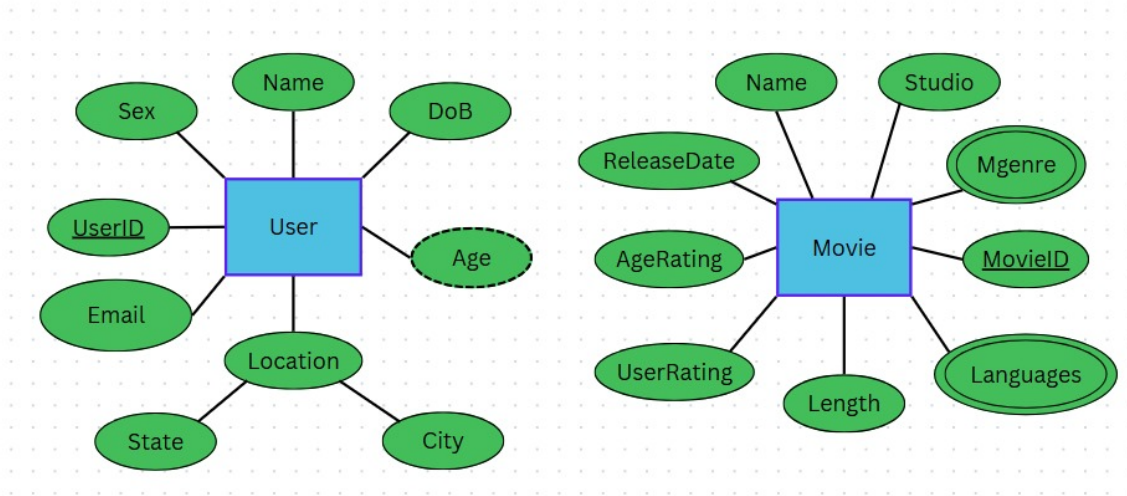 Name
Sex
DoB
UserID
User
Age
Email
Location
State
City
Name
Studio
ReleaseDate
Mgenre
Movie
AgeRating
MovieID
UserRating
Languages
Length